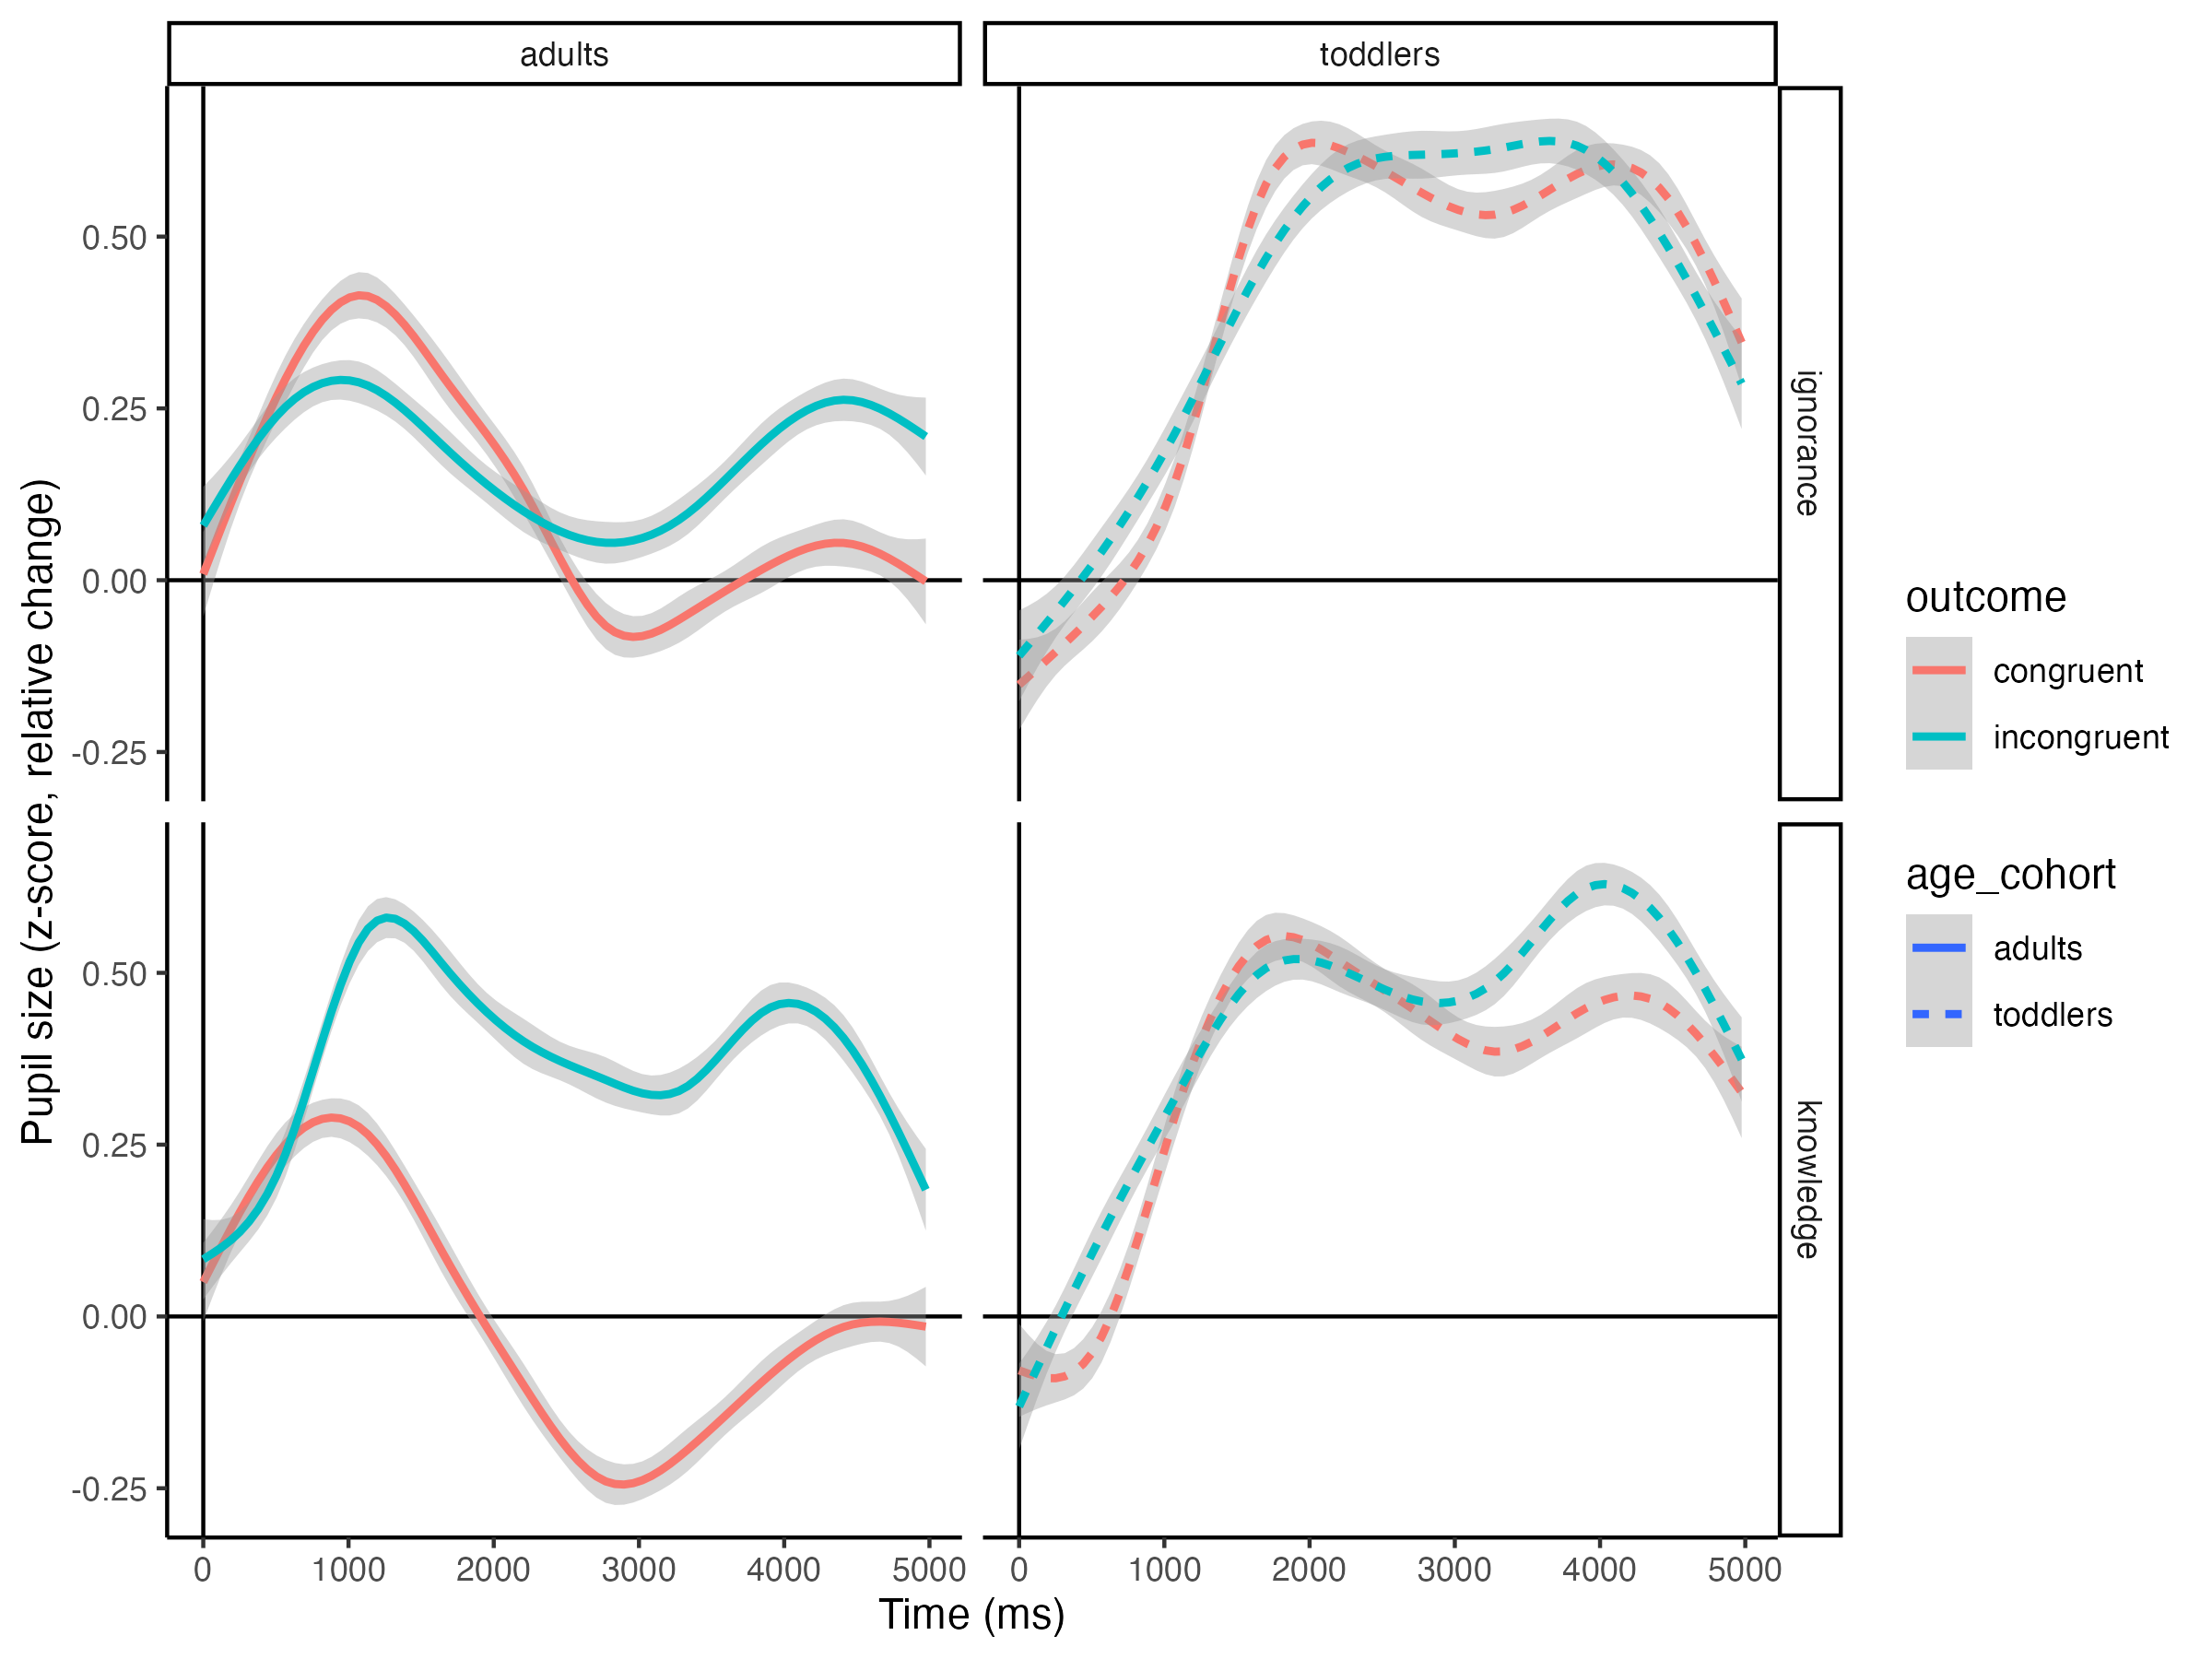 adults
toddlers
ignorance
knowledge
Pupil size (z-score, relative change)
0.50
0.25
0.00
-0.25
0.50
0.25
0.00
-0.25
0 1000 2000 3000 4000 5000
0 1000 2000 3000 4000 5000
Time (ms)
outcome
congruent
incongruent
age_cohort
adults
toddlers